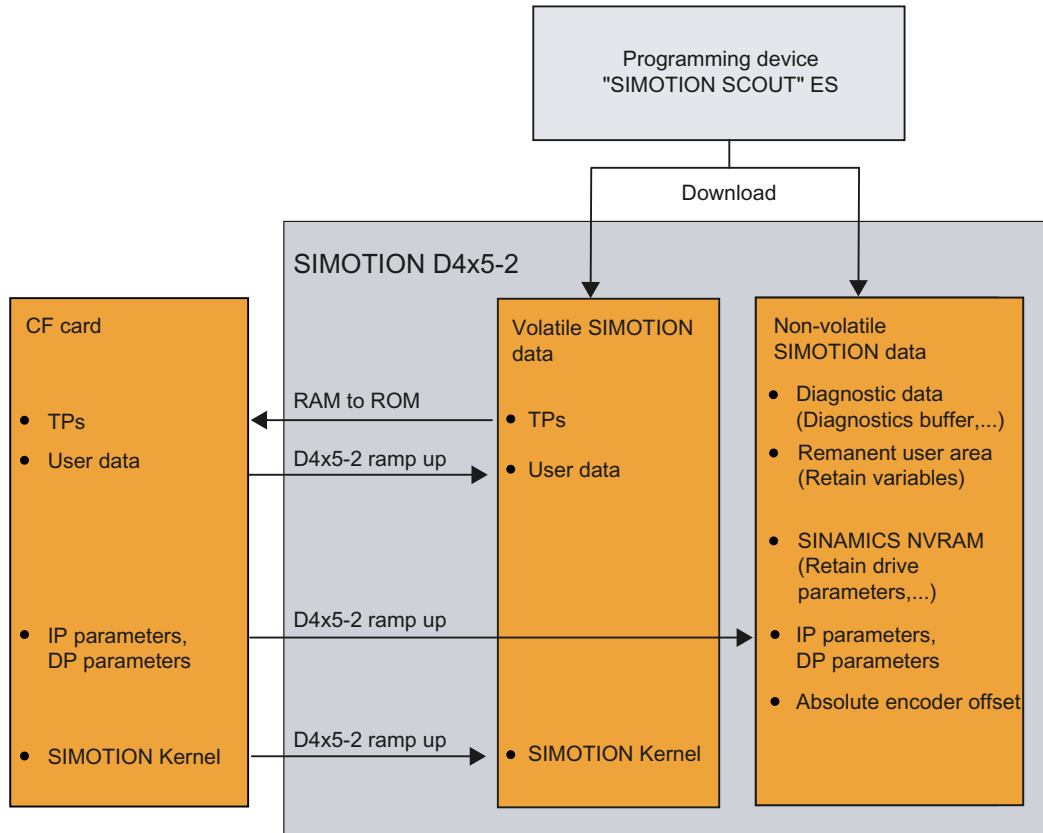 Programming device
"SIMOTION SCOUT" ES
Download
SIMOTION D4x5-2
CF card
• TPs
• User data
• IP parameters,
DP parameters
• SIMOTION Kernel
RAM to ROM
D4x5-2 ramp up
D4x5-2 ramp up
D4x5-2 ramp up
Volatile SIMOTION
data
• TPs
• User data
• SIMOTION Kernel
Non-volatile
SIMOTION data
• Diagnostic data
(Diagnostics buffer,...)
• Remanent user area
(Retain variables)
• SINAMICS NVRAM
(Retain drive
parameters,...)
• IP parameters,
DP parameters
• Absolute encoder offset